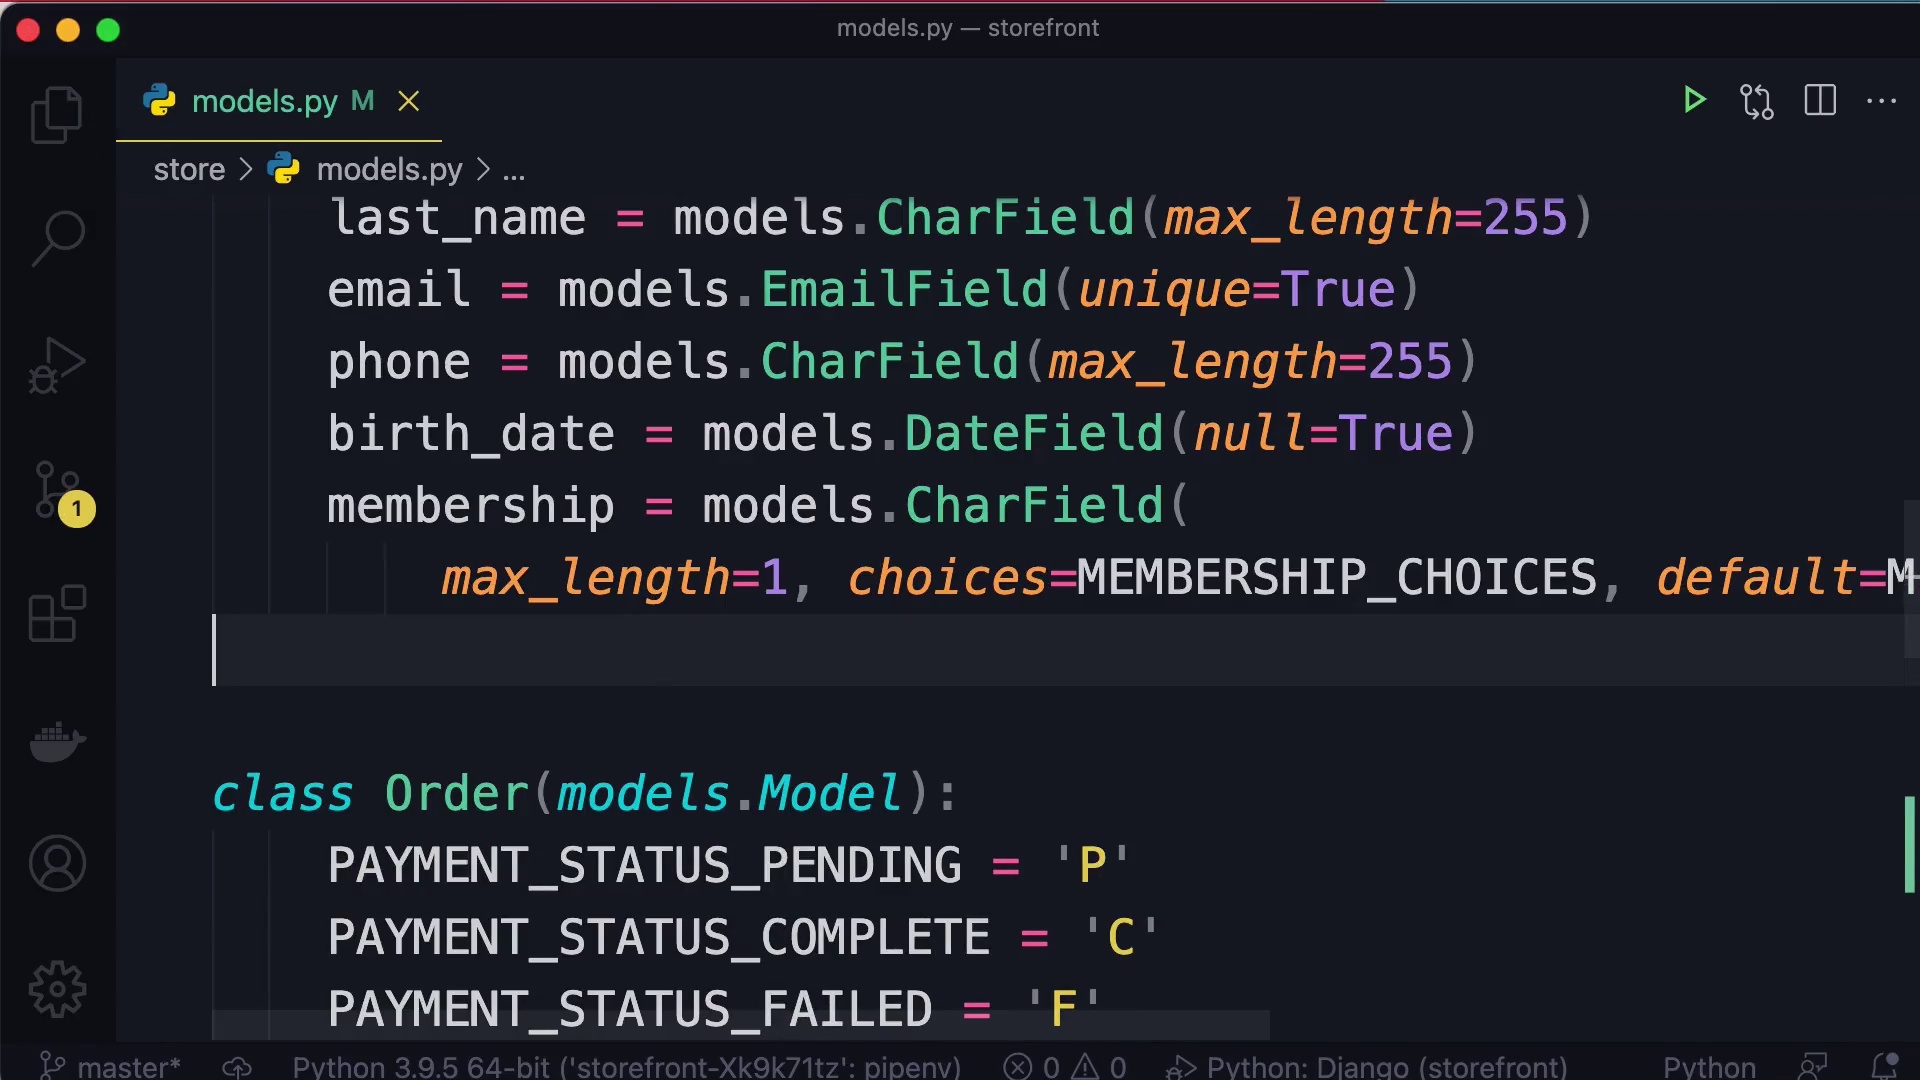 models.py — storefront
models.py M
store > models.py > ...
last_name = models.CharField(max_length=255)
email = models.EmailField(unique=True)
phone = models.CharField(max_length=255)
birth_date = models.DateField(null=True)
membership = models.CharField(
max_length=1, choices=MEMBERSHIP_CHOICES, default=M
1
class Order(models.Model):
PAYMENT_STATUS_PENDING = 'P'
PAYMENT_STATUS_COMPLETE = 'C'
PAYMENT_STATUS_FAILED = 'F'
master* Python 3.9.5 64-bit ('storefront-Xk9k71tz': pipenv) 0 0 Python: Django (storefront) Python